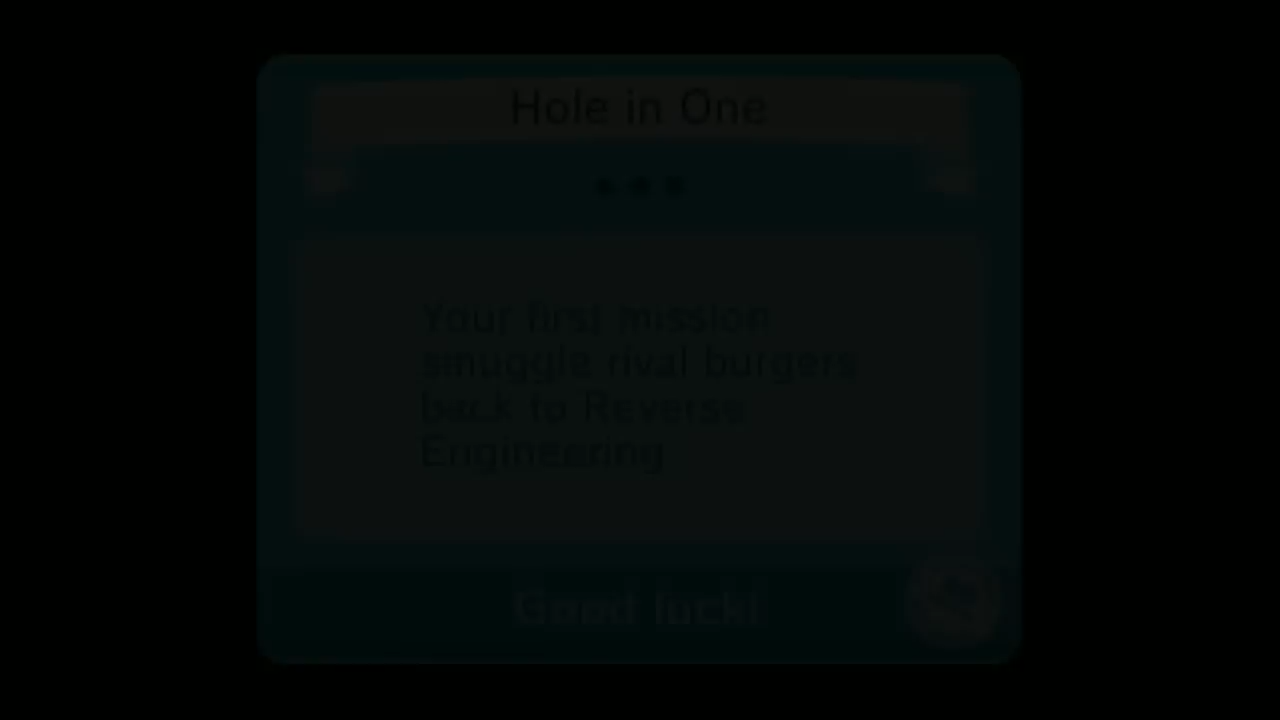 Hole in One
Your first mission
smuggle rival burgers
back to Reverse
Engineering
Good luck!